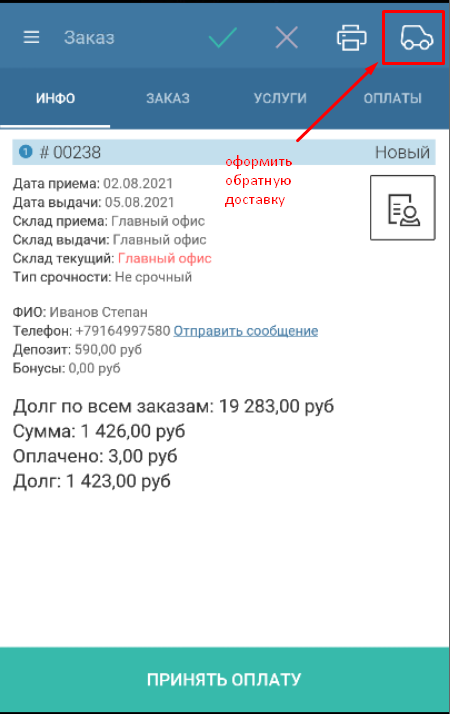 Заказ
ИНФО ЗАКАЗ УСЛУГИ ОПЛАТЫ
1 # 00238 Новый
оформить
обратную
доставку
Дата приема: 02.08.2021
Дата выдачи: 05.08.2021
Склад приема: Главный офис
Склад выдачи: Главный офис
Склад текущий: Главный офис
Тип срочности: Не срочный
ФИО: Иванов Степан
Телефон: +79164997580 Отправить сообщение
Депозит: 590,00 руб
Бонусы: 0,00 руб
Долг по всем заказам: 19 283,00 руб
Сумма: 1 426,00 руб
Оплачено: 3,00 руб
Долг: 1 423,00 руб
ПРИНЯТЬ ОПЛАТУ